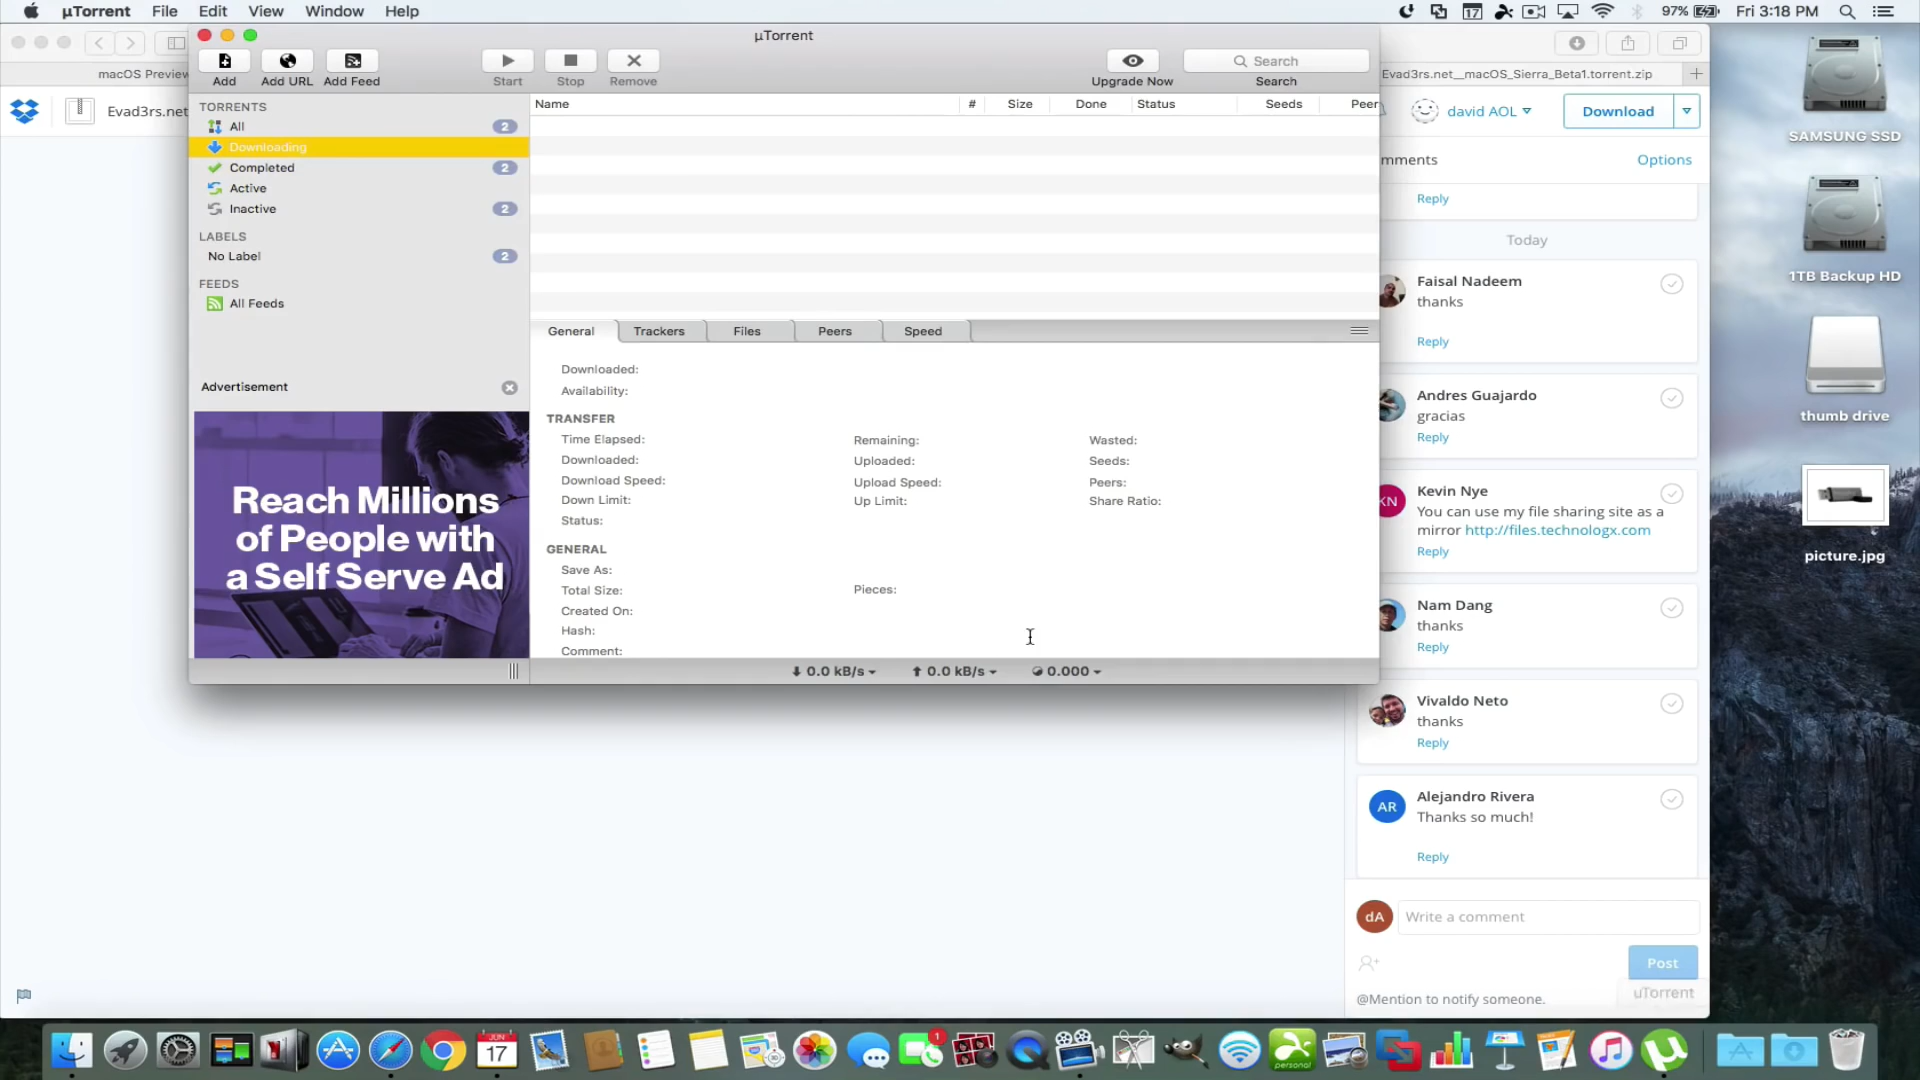 µTorrent File Edit View Window Help
97% Fri 3:18 PM
µTorrent
Add
Add URL
Add Feed
Start
Stop
Remove
Upgrade Now
Search
Search
macOS Preview
Evad3rs.net__macOS_Sierra_Beta1.torrent.zip
Evad3rs.net
david AOL
Download
TORRENTS
All 2
Downloading
Completed 2
Active
Inactive 2
LABELS
No Label 2
FEEDS
All Feeds
Advertisement
Reach Millions
of People with
a Self Serve Ad
Name # Size Done Status Seeds Peer
General Trackers Files Peers Speed
Downloaded:
Availability:
TRANSFER
Time Elapsed: Remaining: Wasted:
Downloaded: Uploaded: Seeds:
Download Speed: Upload Speed: Peers:
Down Limit: Up Limit: Share Ratio:
Status:
GENERAL
Save As:
Total Size: Pieces:
Created On:
Hash:
Comment:
0.0 kB/s 0.0 kB/s 0.000
mments Options
Reply
Today
Faisal Nadeem
thanks
Reply
Andres Guajardo
gracias
Reply
KN
Kevin Nye
You can use my file sharing site as a
mirror http://files.technologx.com
Reply
Nam Dang
thanks
Reply
Vivaldo Neto
thanks
Reply
AR
Alejandro Rivera
Thanks so much!
Reply
dA
Write a comment
Post
@Mention to notify someone.
uTorrent
SAMSUNG SSD
1TB Backup HD
thumb drive
picture.jpg
17
JUN
17
1
personal